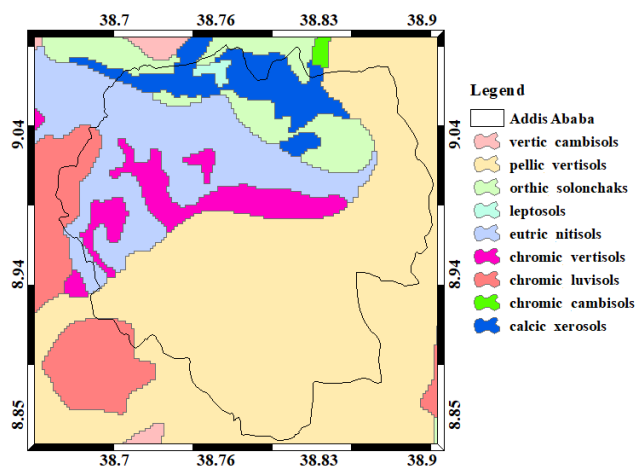 38.7 38.76 38.83 38.9
9.04
8.94
8.85
9.04
8.94
8.85
38.7 38.76 38.83 38.9
Legend
Addis Ababa
vertic cambisols
pellic vertisols
orthic solonchaks
leptosols
eutric nitisols
chromic vertisols
chromic luvisols
chromic cambisols
calcic xerosols